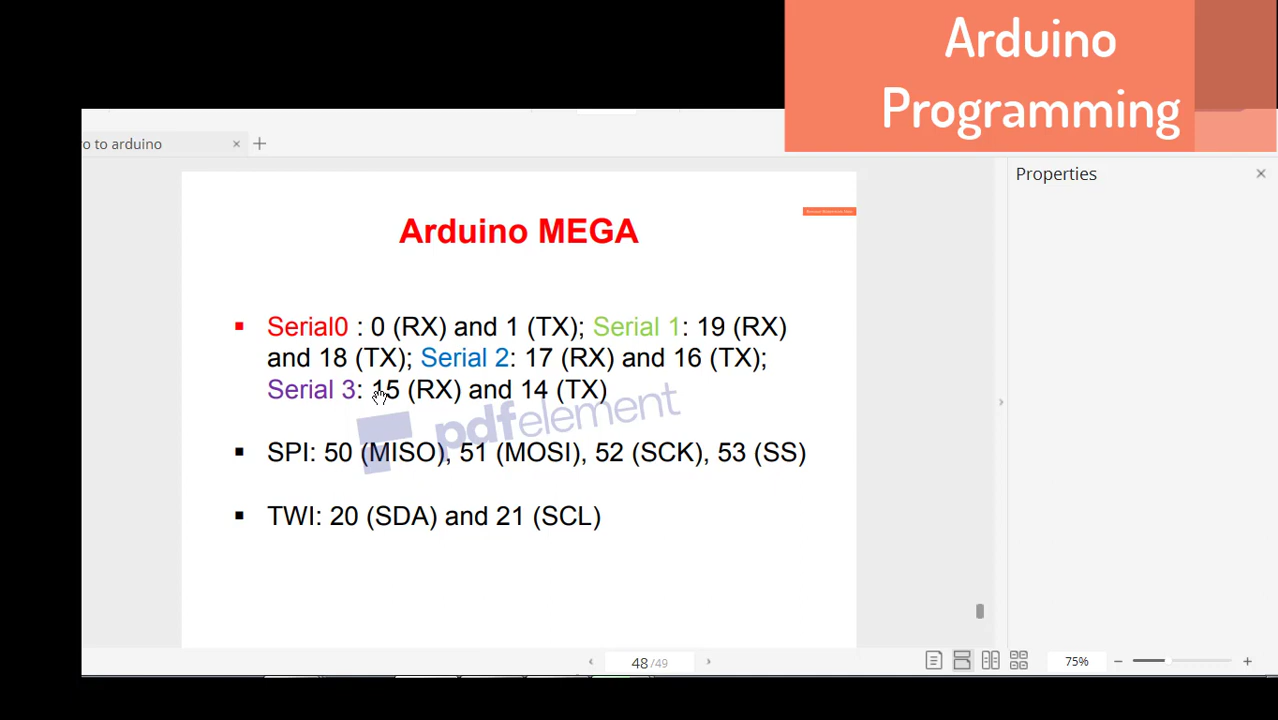 Arduino
Programming
ro to arduino
Properties
Arduino MEGA
Serial0 : 0 (RX) and 1 (TX); Serial 1: 19 (RX)
and 18 (TX); Serial 2: 17 (RX) and 16 (TX);
Serial 3: 15 (RX) and 14 (TX)
pdfelement
SPI: 50 (MISO), 51 (MOSI), 52 (SCK), 53 (SS)
TWI: 20 (SDA) and 21 (SCL)
48 /49
75%